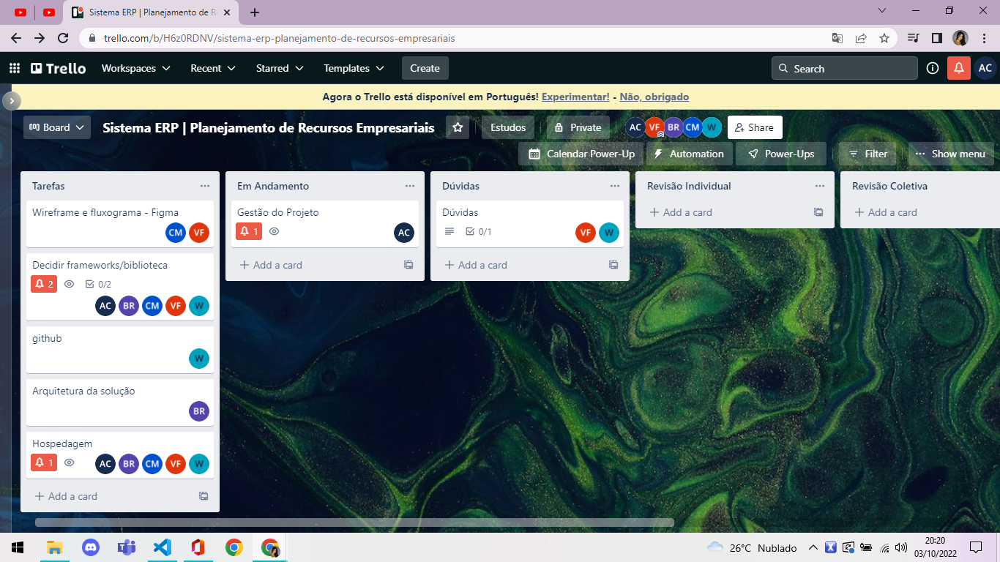 Sistema ERP | Planejamento de R
trello.com/b/H6z0RDNV/sistema-erp-planejamento-de-recursos-empresariais
Trello
Workspaces
Recent
Starred
Templates
Create
Search
AC
Agora o Trello está disponível em Português! Experimentar! - Não, obrigado
Board
Sistema ERP | Planejamento de Recursos Empresariais
Estudos
Private
AC VF BR CM W
Share
Calendar Power-Up
Automation
Power-Ups
Filter
Show menu
Tarefas
Wireframe e fluxograma - Figma
CM VF
Decidir frameworks/biblioteca
2
0/2
AC BR CM VF W
github
W
Arquitetura da solução
BR
Hospedagem
1
AC BR CM VF W
Add a card
Em Andamento
Gestão do Projeto
1
AC
Add a card
Dúvidas
Dúvidas
0/1
VF W
Add a card
Revisão Individual
Add a card
Revisão Coletiva
Add a card
26°C Nublado
20:20
03/10/2022